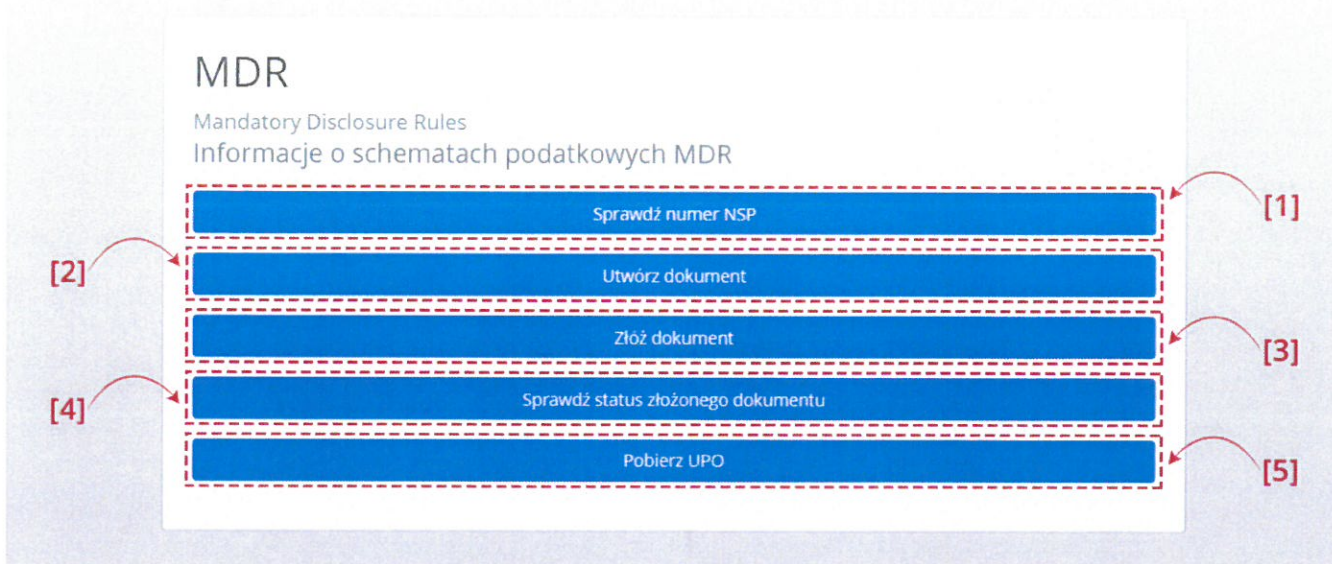 MDR
Mandatory Disclosure Rules
Informacje o schematach podatkowych MDR
Sprawdź numer NSP
[1]
[2]
Utwórz dokument
Złóż dokument
[3]
[4]
Sprawdź status złożonego dokumentu
Pobierz UPO
[5]